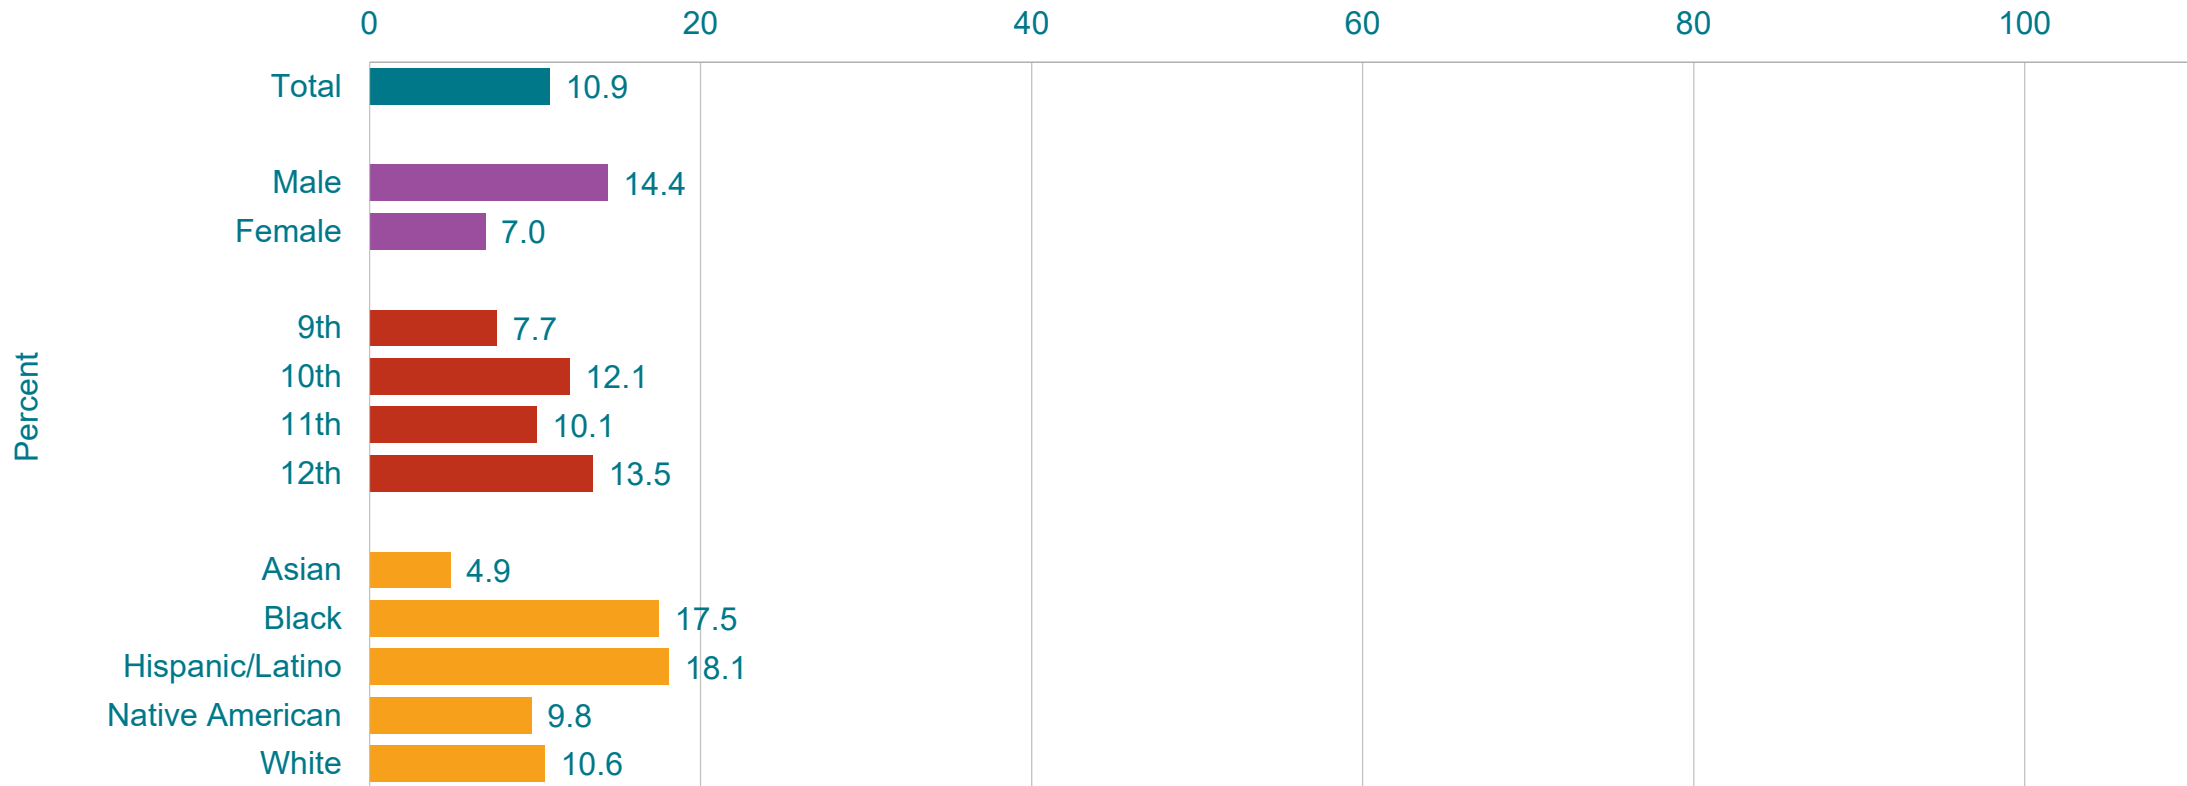 0 20 40 60 80 100
Total 10.9
Male 14.4
Female 7.0
9th 7.7
10th 12.1
11th 10.1
12th 13.5
Asian 4.9
Black 17.5
Hispanic/Latino 18.1
Native American 9.8
White 10.6
Percent